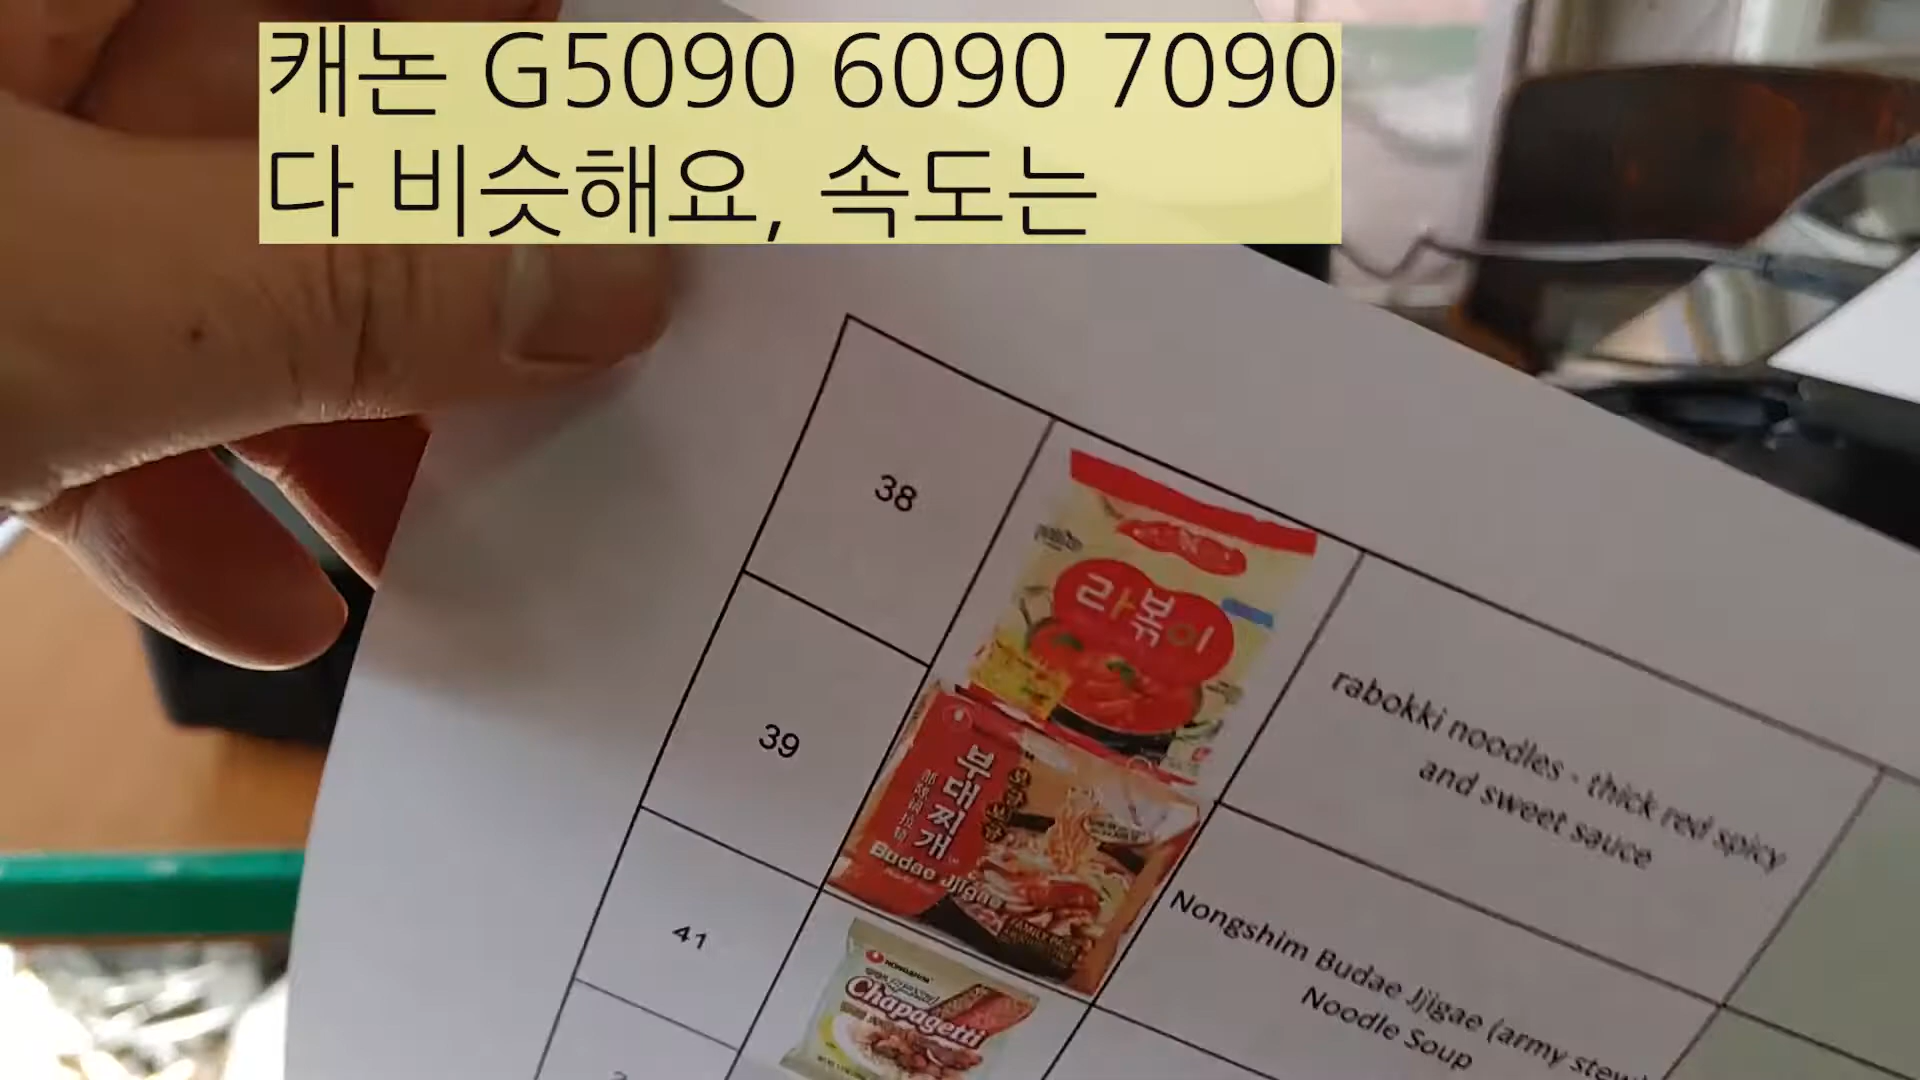 캐논 G5090 6090 7090
다 비슷해요, 속도는
38
라볶이
rabokki noodles - thick red spicy
and sweet sauce
39
부대찌개
Budae Jjigae
Nongshim Budae Jjigae (army stew)
Noodle Soup
41
NONGSHIM
Chapagetti